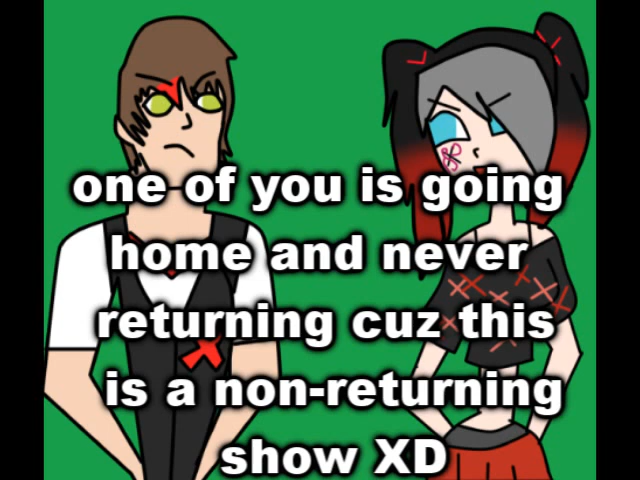 one of you is going
home and never
returning cuz this
is a non-returning
show XD